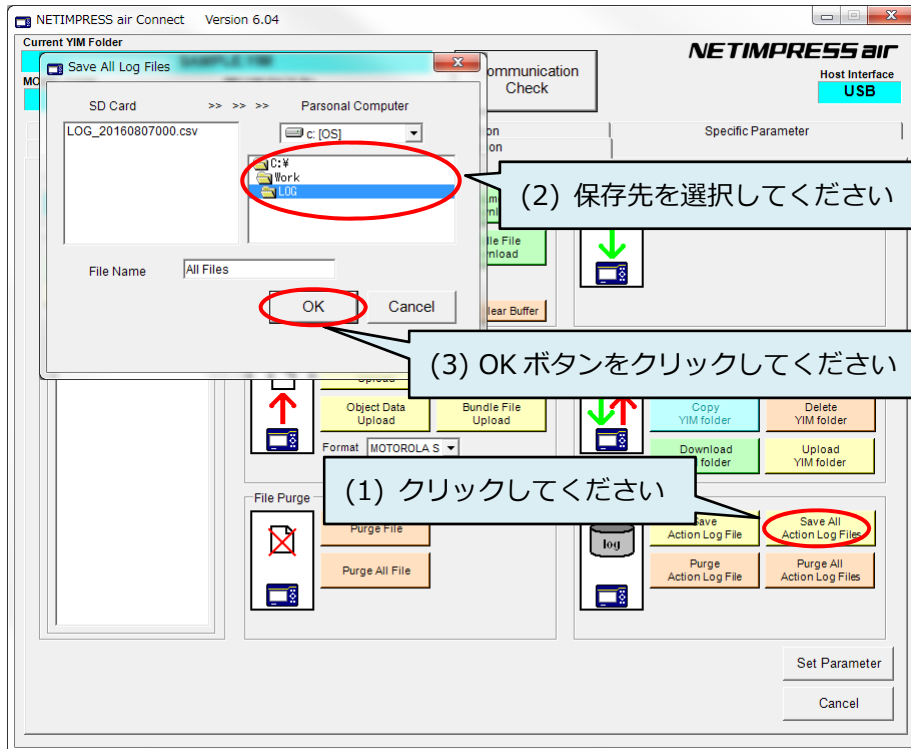 NETIMPRESS air Connect Version 6.04
Current YIM Folder
NETIMPRESS air
Host Interface
USB
Communication
Check
Save All Log Files
SD Card >> >> >> Parsonal Computer
LOG_20160807000.csv
c: [OS]
C:¥
Work
LOG
File Name All Files
OK Cancel
Specific Parameter
(2) 保存先を選択してください
(3) OK ボタンをクリックしてください
lear Buffer
Upload
Object Data
Upload
Bundle File
Upload
Format MOTOROLA S
Copy
YIM folder
Delete
YIM folder
Download
folder
Upload
YIM folder
(1) クリックしてください
File Purge
Purge File
Purge All File
log
Save
Action Log File
Save All
Action Log Files
Purge
Action Log File
Purge All
Action Log Files
Set Parameter
Cancel